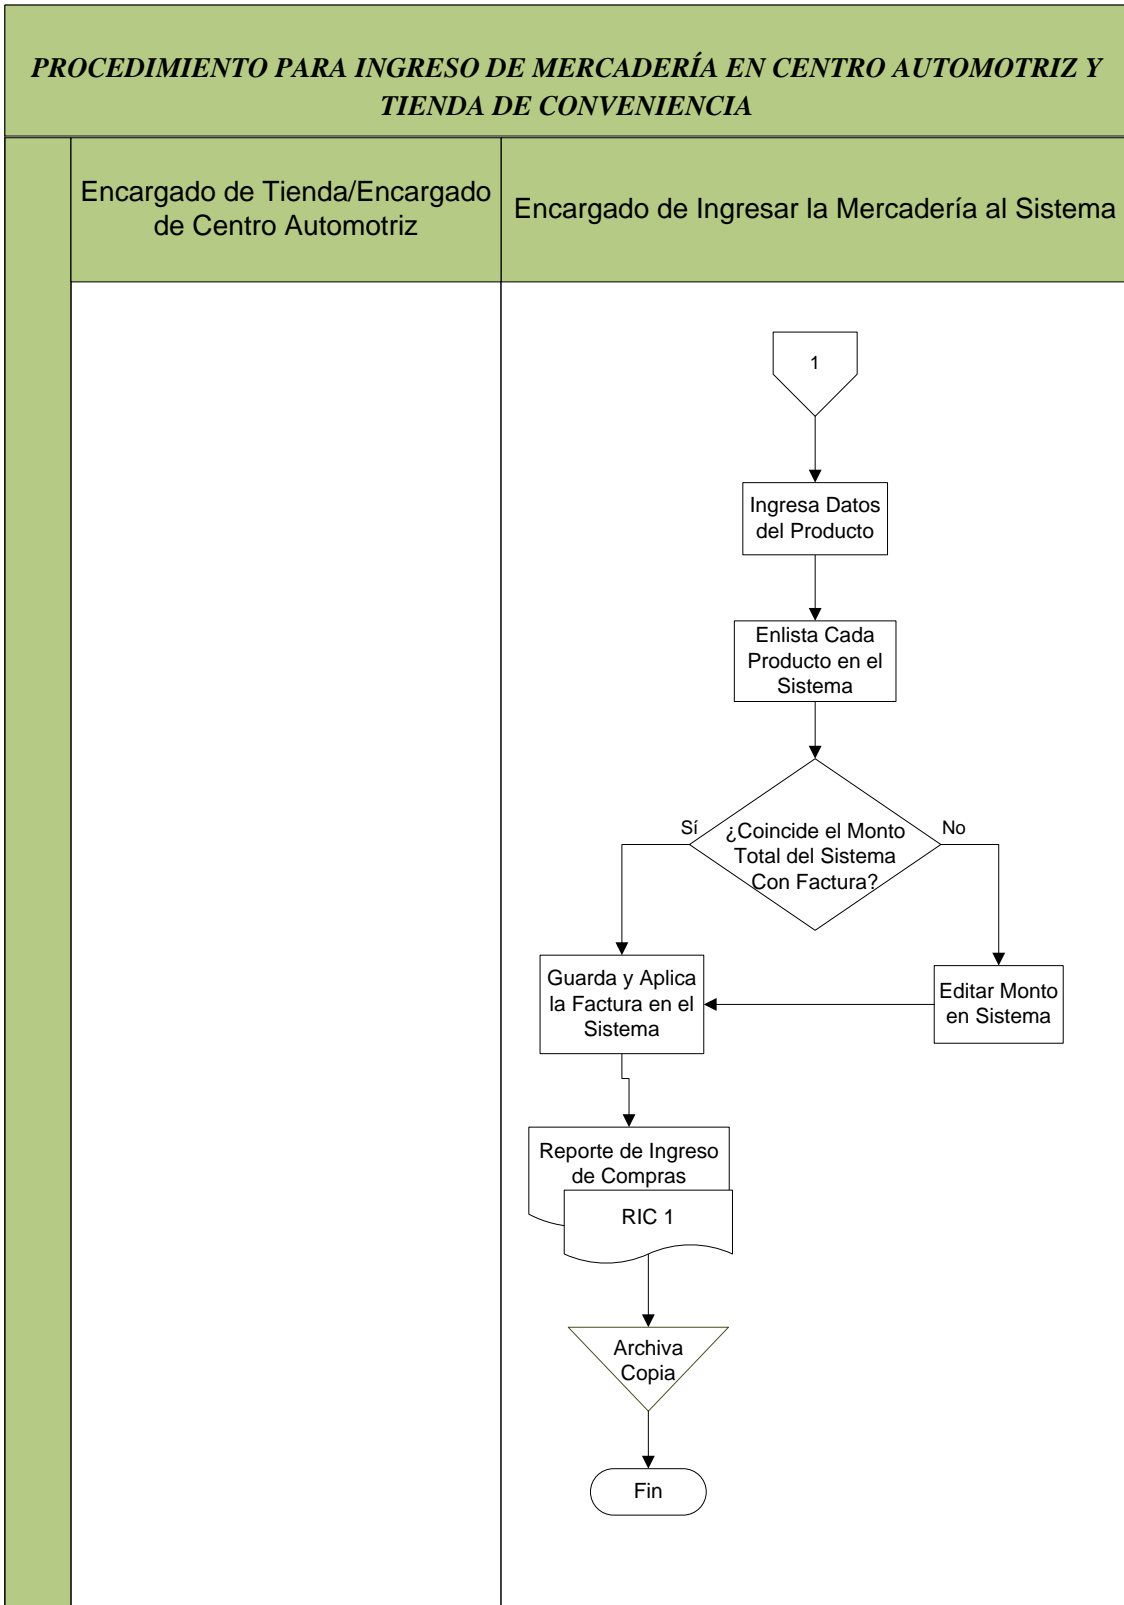 PROCEDIMIENTO PARA INGRESO DE MERCADERÍA EN CENTRO AUTOMOTRIZ Y
TIENDA DE CONVENIENCIA
Encargado de Tienda/Encargado
de Centro Automotriz
Encargado de Ingresar la Mercadería al Sistema
1
Ingresa Datos
del Producto
Enlista Cada
Producto en el
Sistema
¿Coincide el Monto
Total del Sistema
Con Factura?
Sí
No
Guarda y Aplica
la Factura en el
Sistema
Editar Monto
en Sistema
Reporte de Ingreso
de Compras
RIC 1
Archiva
Copia
Fin